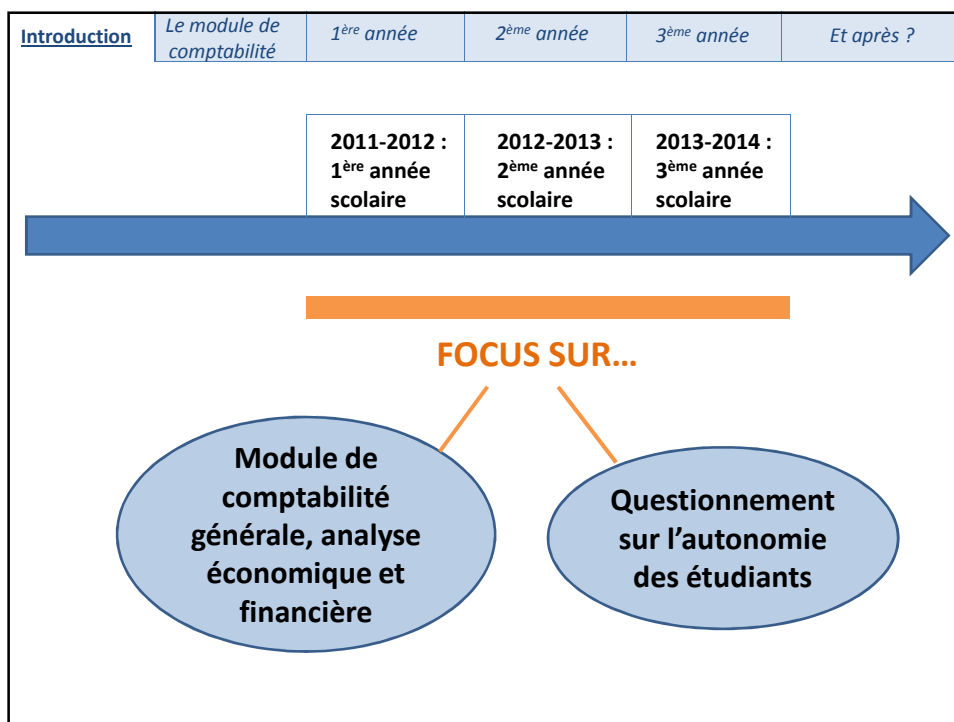 Introduction
Le module de
comptabilité
1ère année
2ème année
3ème année
Et après ?
2011-2012 :
1ère année
scolaire
2012-2013 :
2ème année
scolaire
2013-2014 :
3ème année
scolaire
FOCUS SUR…
Module de
comptabilité
générale, analyse
économique et
financière
Questionnement
sur l’autonomie
des étudiants